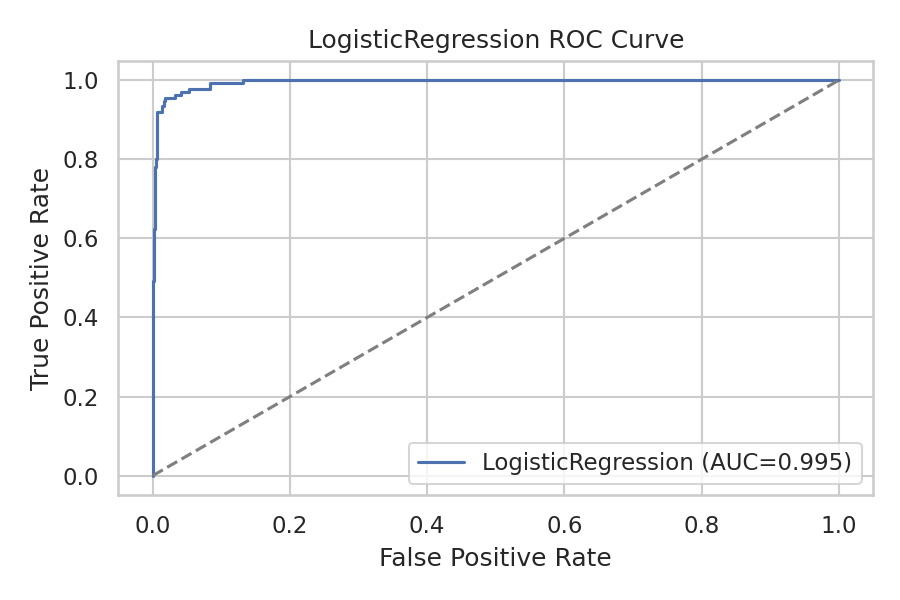 LogisticRegression ROC Curve
True Positive Rate
1.0
0.8
0.6
0.4
0.2
0.0
LogisticRegression (AUC=0.995)
0.0 0.2 0.4 0.6 0.8 1.0
False Positive Rate